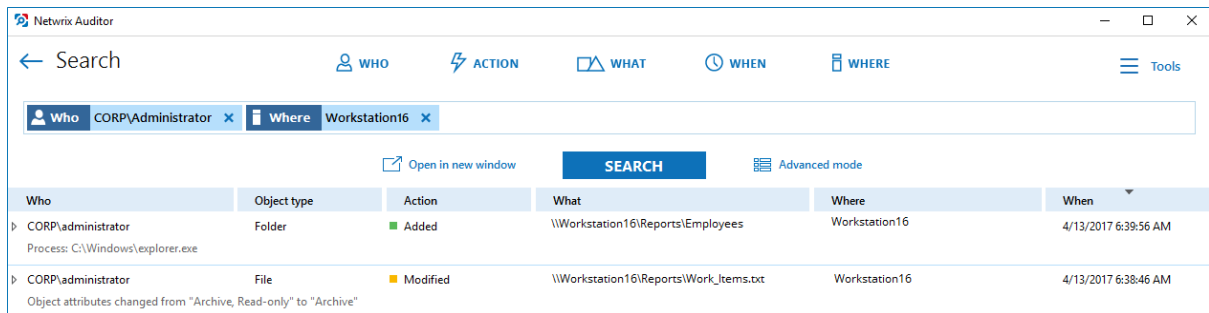 Netwrix Auditor
Search WHO ACTION WHAT WHEN WHERE Tools
Who CORP\Administrator Where Workstation16
Open in new window SEARCH Advanced mode
Who Object type Action What Where When
CORP\administrator Folder Added \\Workstation16\Reports\Employees Workstation16 4/13/2017 6:39:56 AM
Process: C:\Windows\explorer.exe
CORP\administrator File Modified \\Workstation16\Reports\Work_Items.txt Workstation16 4/13/2017 6:38:46 AM
Object attributes changed from "Archive, Read-only" to "Archive"